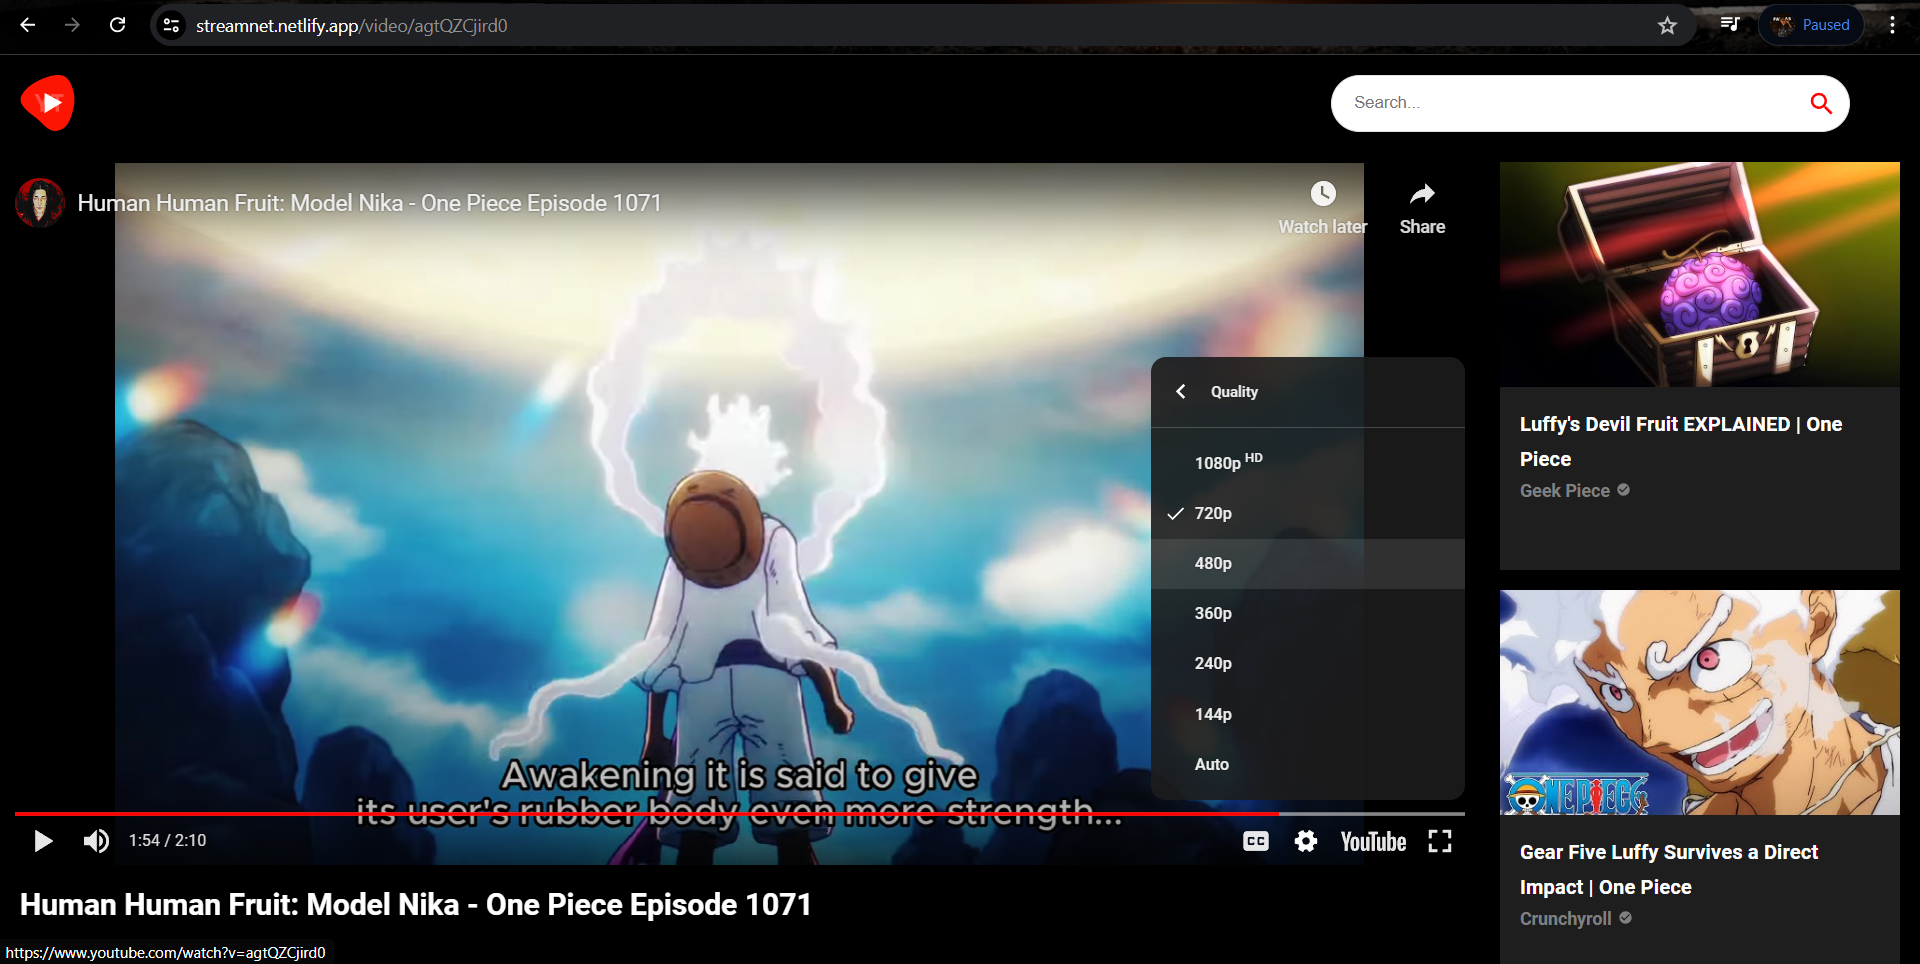 streamnet.netlify.app/video/agtQZCjird0
Paused
YT
Search...
Human Human Fruit: Model Nika - One Piece Episode 1071
Watch later
Share
Quality
1080p HD
720p
480p
360p
240p
144p
Auto
Awakening it is said to give
its user's rubber body even more strength...
1:54 / 2:10
CC
YouTube
Human Human Fruit: Model Nika - One Piece Episode 1071
https://www.youtube.com/watch?v=agtQZCjird0
Luffy's Devil Fruit EXPLAINED | One
Piece
Geek Piece
ONE PIECE
Gear Five Luffy Survives a Direct
Impact | One Piece
Crunchyroll